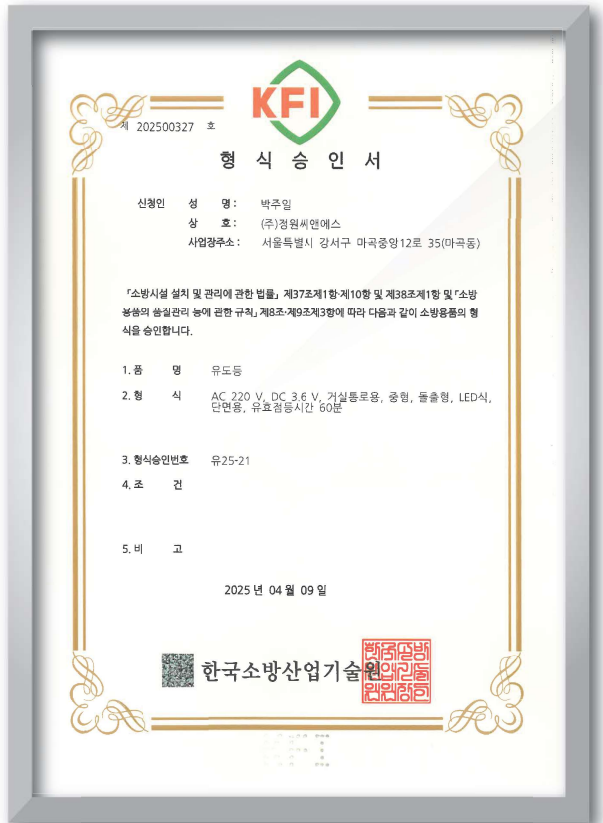 KFI
제 202500327 호
형 식 승 인 서
신청인 성 명 : 박주일
상 호 : (주)정원씨앤에스
사업장주소 : 서울특별시 강서구 마곡중앙12로 35(마곡동)
「소방시설 설치 및 관리에 관한 법률」 제37조제1항·제10항 및 제38조제1항 및 「소방
용품의 품질관리 등에 관한 규칙」 제8조·제9조제3항에 따라 다음과 같이 소방용품의 형
식을 승인합니다.
1. 품 명 유도등
2. 형 식 AC 220 V, DC 3.6 V, 거실통로용, 중형, 돌출형, LED식,
단면용, 유효점등시간 60분
3. 형식승인번호 유25-21
4. 조 건
5. 비 고
2025 년 04 월 09 일
한국소방산업기술원
KFI